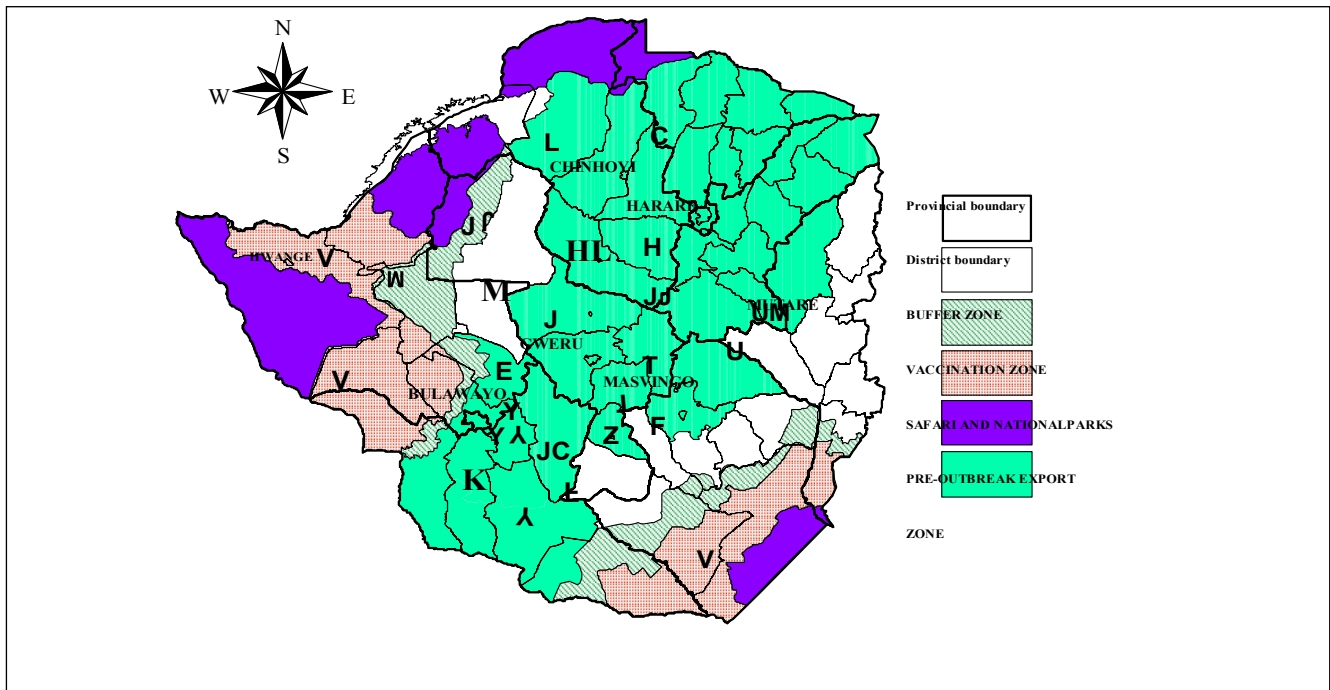 N
W E
S
L
C
CHINHOYI
HARARE
J
HWANGE
V
HL
H
M
M
J
J
MUTARE
UM
J
GWERU
U
V
E
T
BULAWAYO
MASVINGO
Y
F
Y
Y
Z
JC
K
L
Y
V
Provincial boundary
District boundary
BUFFER ZONE
VACCINATION ZONE
SAFARI AND NATIONALPARKS
PRE-OUTBREAK EXPORT
ZONE